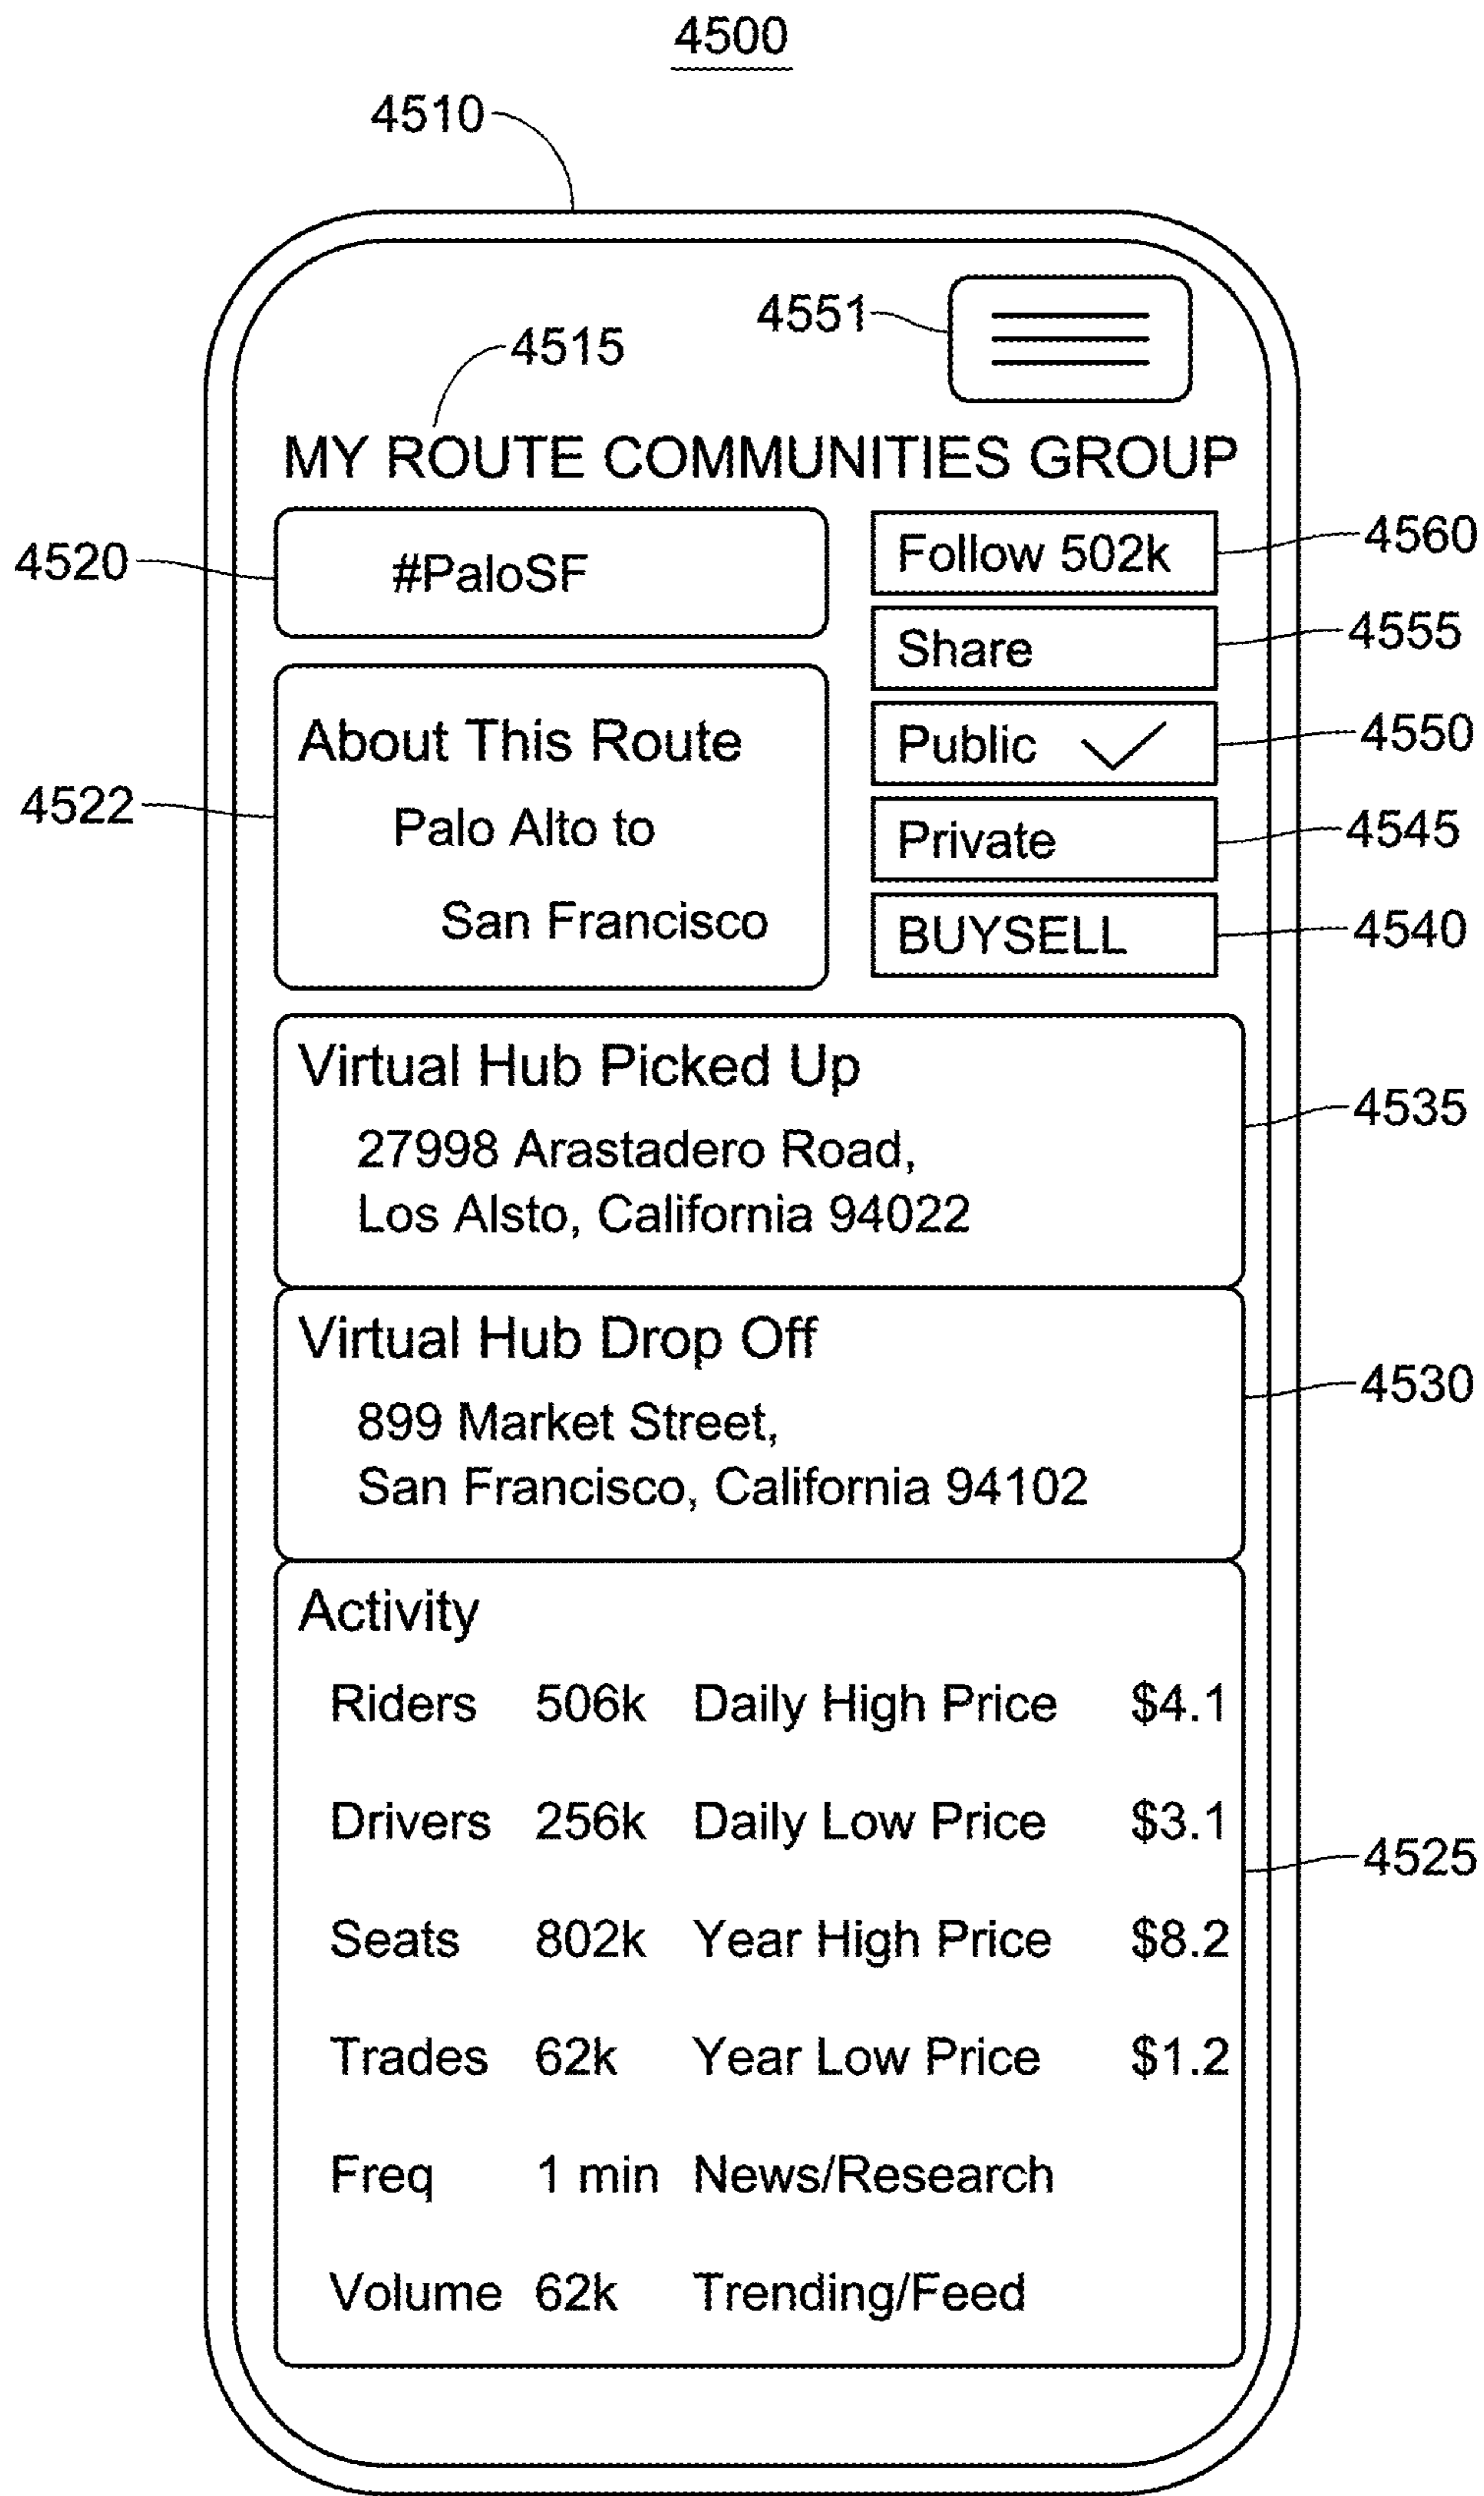 4500
4510
4551
4515
MY ROUTE COMMUNITIES GROUP
4520
#PaloSF
Follow 502k
4560
Share
4555
4522
About This Route
Palo Alto to
San Francisco
Public
4550
Private
4545
BUYSELL
4540
Virtual Hub Picked Up
27998 Arastadero Road,
Los Alsto, California 94022
4535
Virtual Hub Drop Off
899 Market Street,
San Francisco, California 94102
4530
Activity
Riders 506k Daily High Price $4.1
Drivers 256k Daily Low Price $3.1
4525
Seats 802k Year High Price $8.2
Trades 62k Year Low Price $1.2
Freq 1 min News/Research
Volume 62k Trending/Feed